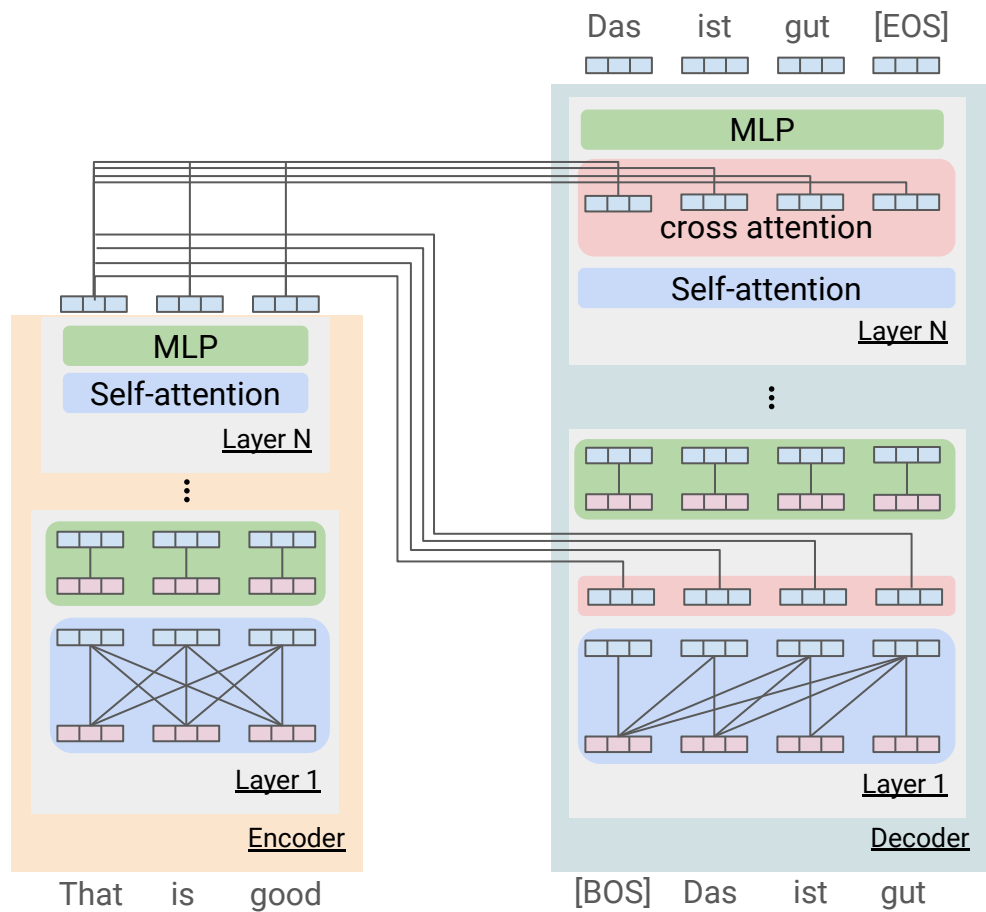 Das ist gut [EOS]
MLP
cross attention
Self-attention
Layer N
MLP
Self-attention
Layer N
Layer 1
Encoder
Layer 1
Decoder
That is good
[BOS] Das ist gut